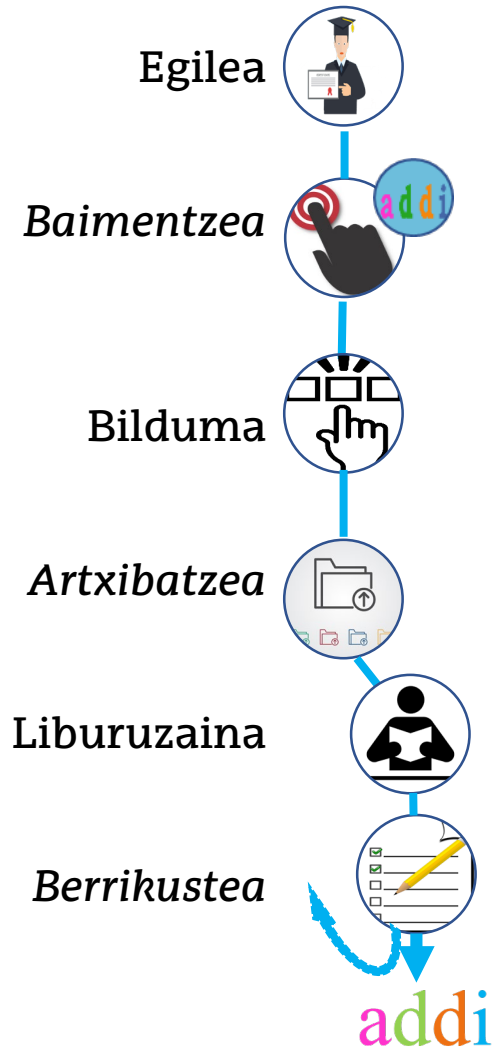 Egilea
Baimentzea
addi
Bilduma
Artxibatzea
Liburuzaina
Berrikustea
addi